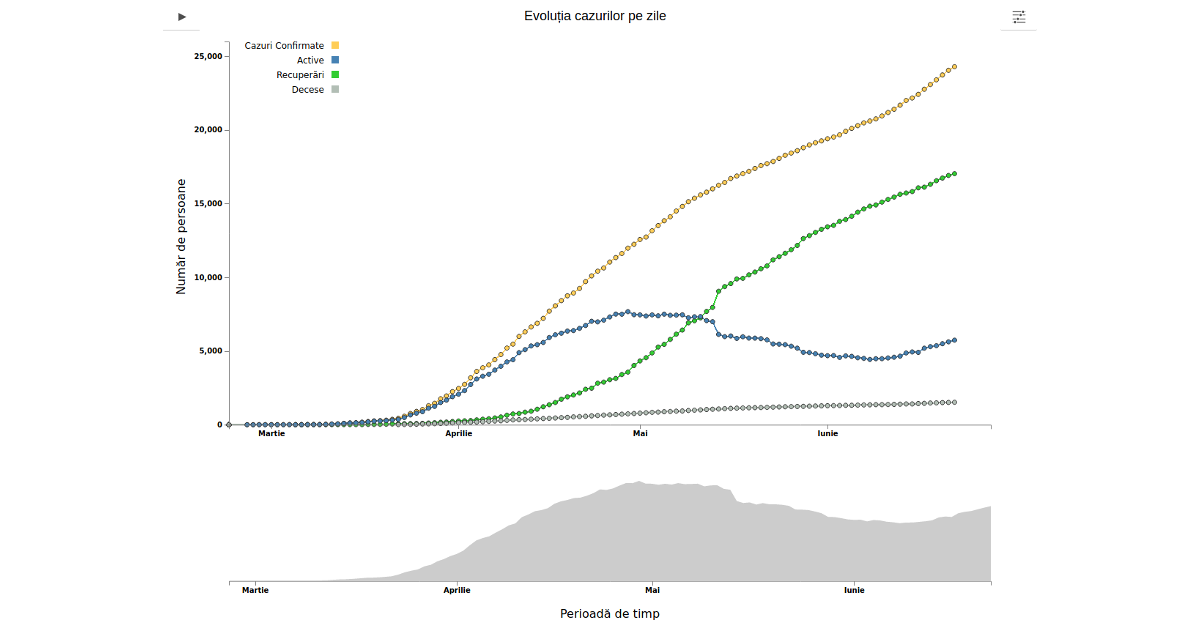 Evoluția cazurilor pe zile
Cazuri Confirmate
Active
Recuperări
Decese
Număr de persoane
25,000
20,000
15,000
10,000
5,000
0
Martie Aprilie Mai Iunie
Martie Aprilie Mai Iunie
Perioadă de timp